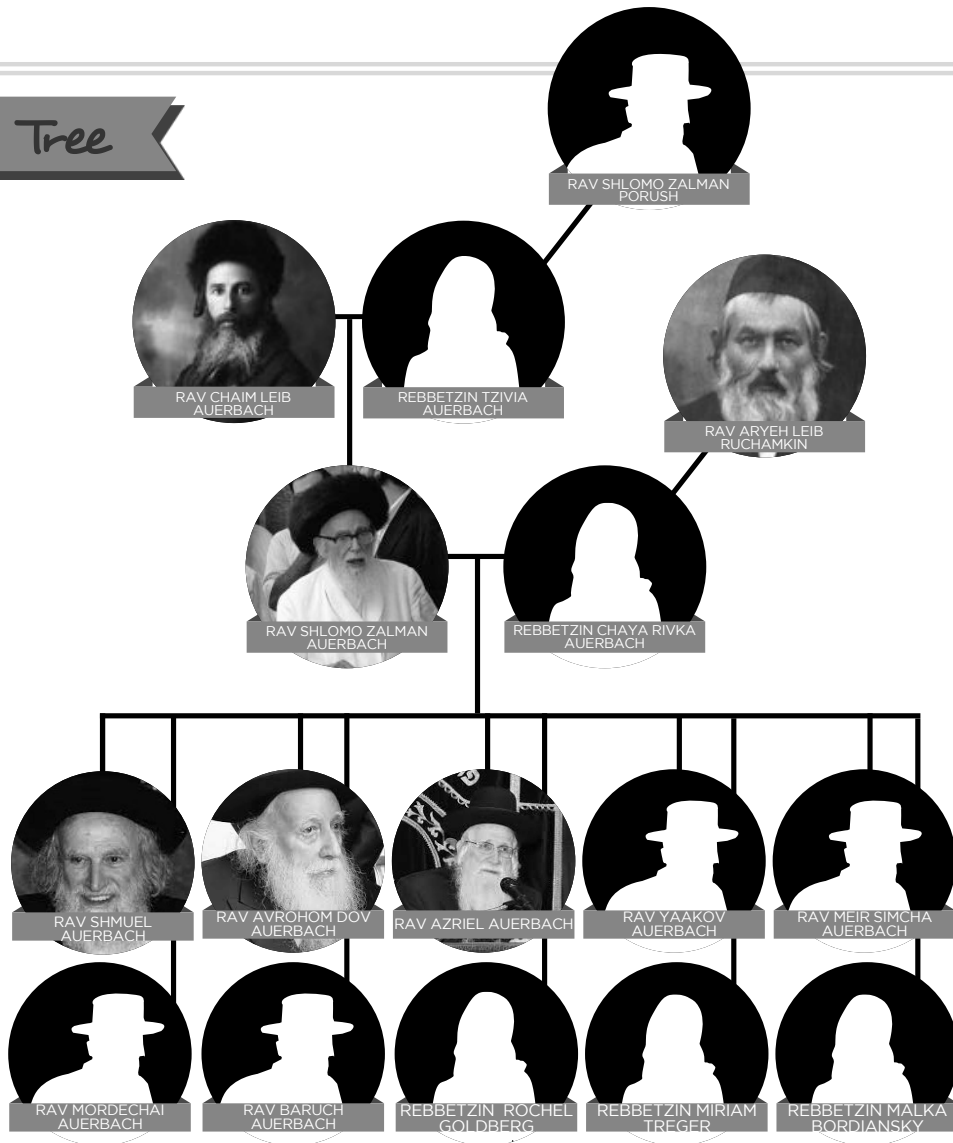 Tree
RAV SHLOMO ZALMAN
PORUSH
RAV CHAIM LEIB
AUERBACH
REBBETZIN TZIVIA
AUERBACH
RAV ARYEH LEIB
RUCHAMKIN
RAV SHLOMO ZALMAN
AUERBACH
REBBETZIN CHAYA RIVKA
AUERBACH
RAV SHMUEL
AUERBACH
RAV AVROHOM DOV
AUERBACH
RAV AZRIEL AUERBACH
RAV YAAKOV
AUERBACH
RAV MEIR SIMCHA
AUERBACH
RAV MORDECHAI
AUERBACH
RAV BARUCH
AUERBACH
REBBETZIN ROCHEL
GOLDBERG
REBBETZIN MIRIAM
TREGER
REBBETZIN MALKA
BORDIANSKY